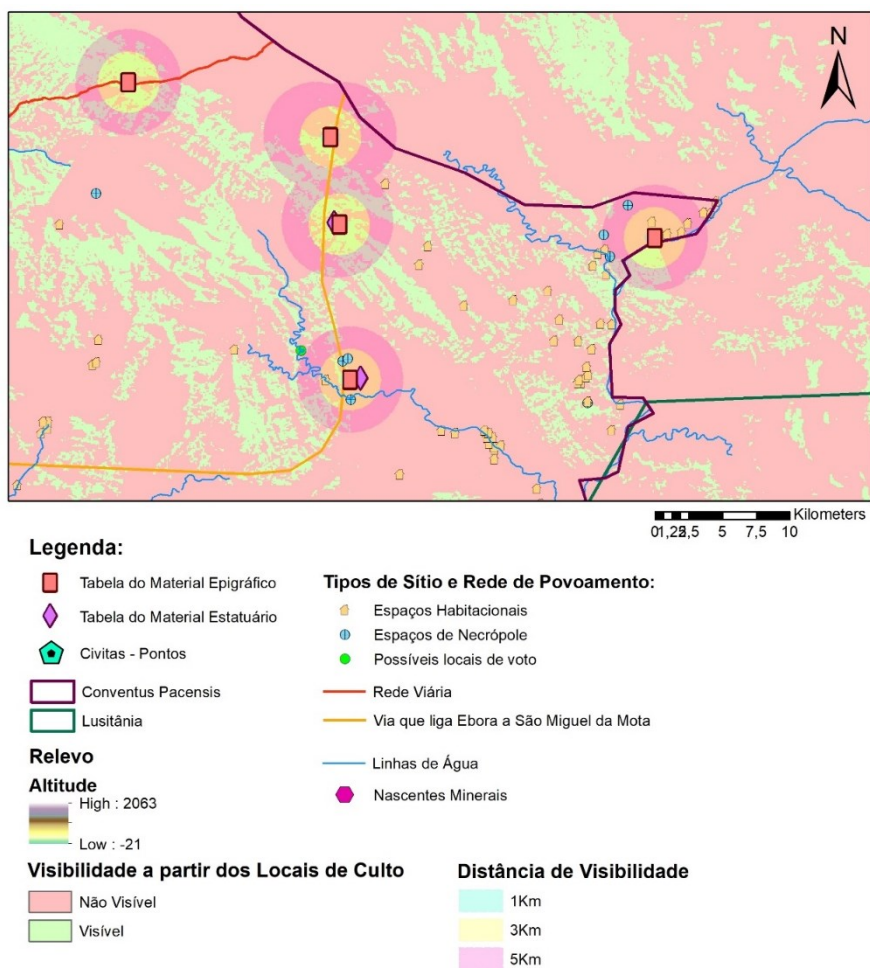 N
Kilometers
0 1,25 2,5 5 7,5 10
Legenda:
Tabela do Material Epigráfico
Tabela do Material Estatuário
Civitas - Pontos
Conventus Pacensis
Lusitânia
Relevo
Altitude
High : 2063
Low : -21
Tipos de Sítio e Rede de Povoamento:
Espaços Habitacionais
Espaços de Necrópole
Possíveis locais de voto
Rede Viária
Via que liga Ebora a São Miguel da Mota
Linhas de Água
Nascentes Minerais
Visibilidade a partir dos Locais de Culto
Não Visível
Visível
Distância de Visibilidade
1Km
3Km
5Km